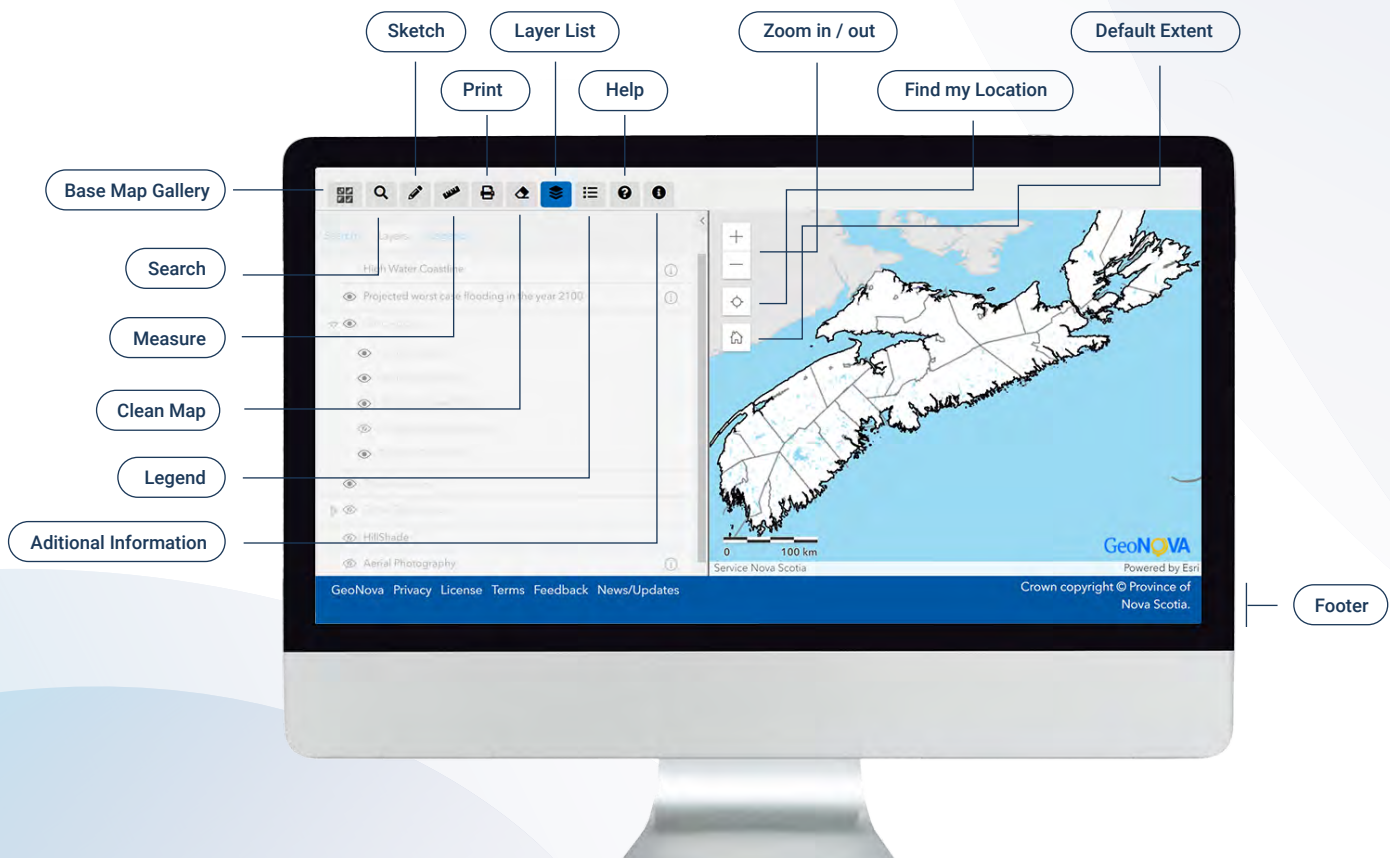 Sketch
Layer List
Zoom in / out
Default Extent
Print
Help
Find my Location
Base Map Gallery
Search
Measure
Clean Map
Legend
Aditional Information
Layers
High Water Coastline
Projected worst case flooding in the year 2100
HillShade
Aerial Photography
0 100 km
GeoNOVA
Service Nova Scotia
Powered by Esri
GeoNova Privacy License Terms Feedback News/Updates
Crown copyright © Province of
Nova Scotia.
Footer